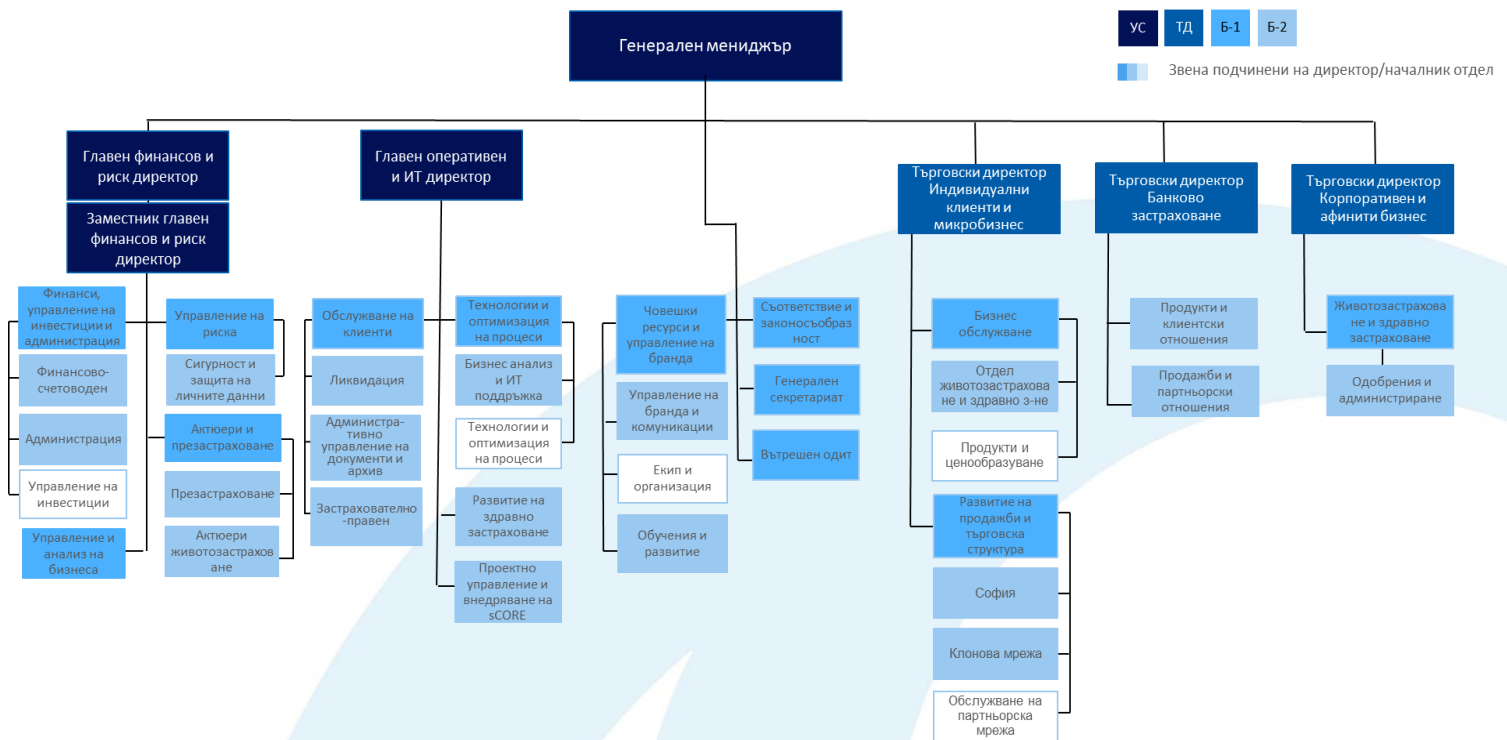 Генерален мениджър
УС
ТД
Б-1
Б-2
Звена подчинени на директор/началник отдел
Главен финансов и
риск директор
Заместник главен
финансов и риск
директор
Главен оперативен
и ИТ директор
Търговски директор
Индивидуални
клиенти и
микробизнес
Търговски директор
Банково
застраховане
Търговски директор
Корпоративен и
афинити бизнес
Финанси,
управление на
инвестиции и
администрация
Финансово-
счетоводен
Администрация
Управление на
инвестиции
Управление и
анализ на
бизнеса
Управление на
риска
Сигурност и
защита на
личните данни
Актюери и
презастраховане
Презастраховане
Актюери
животозастрахов
ане
Обслужване на
клиенти
Ликвидация
Администра-
тивно
управление на
документи и
архив
Застрахователно
-правен
Технологии и
оптимизация
на процеси
Бизнес анализ
и ИТ
поддръжка
Технологии и
оптимизация
на процеси
Развитие на
здравно
застраховане
Проектно
управление и
внедряване на
sCORE
Човешки
ресурси и
управление на
бранда
Управление на
бранда и
комуникации
Екип и
организация
Обучения и
развитие
Съответствие и
законосъобраз
ност
Генерален
секретариат
Вътрешен одит
Бизнес
обслужване
Отдел
животозастрахова
не и здравно з-не
Продукти и
ценообразуване
Развитие на
продажби и
търговска
структура
София
Клонова мрежа
Обслужване на
партньорска
мрежа
Продукти и
клиентски
отношения
Продажби и
партньорски
отношения
Животозастрахова
не и здравно
застраховане
Одобрения и
администриране